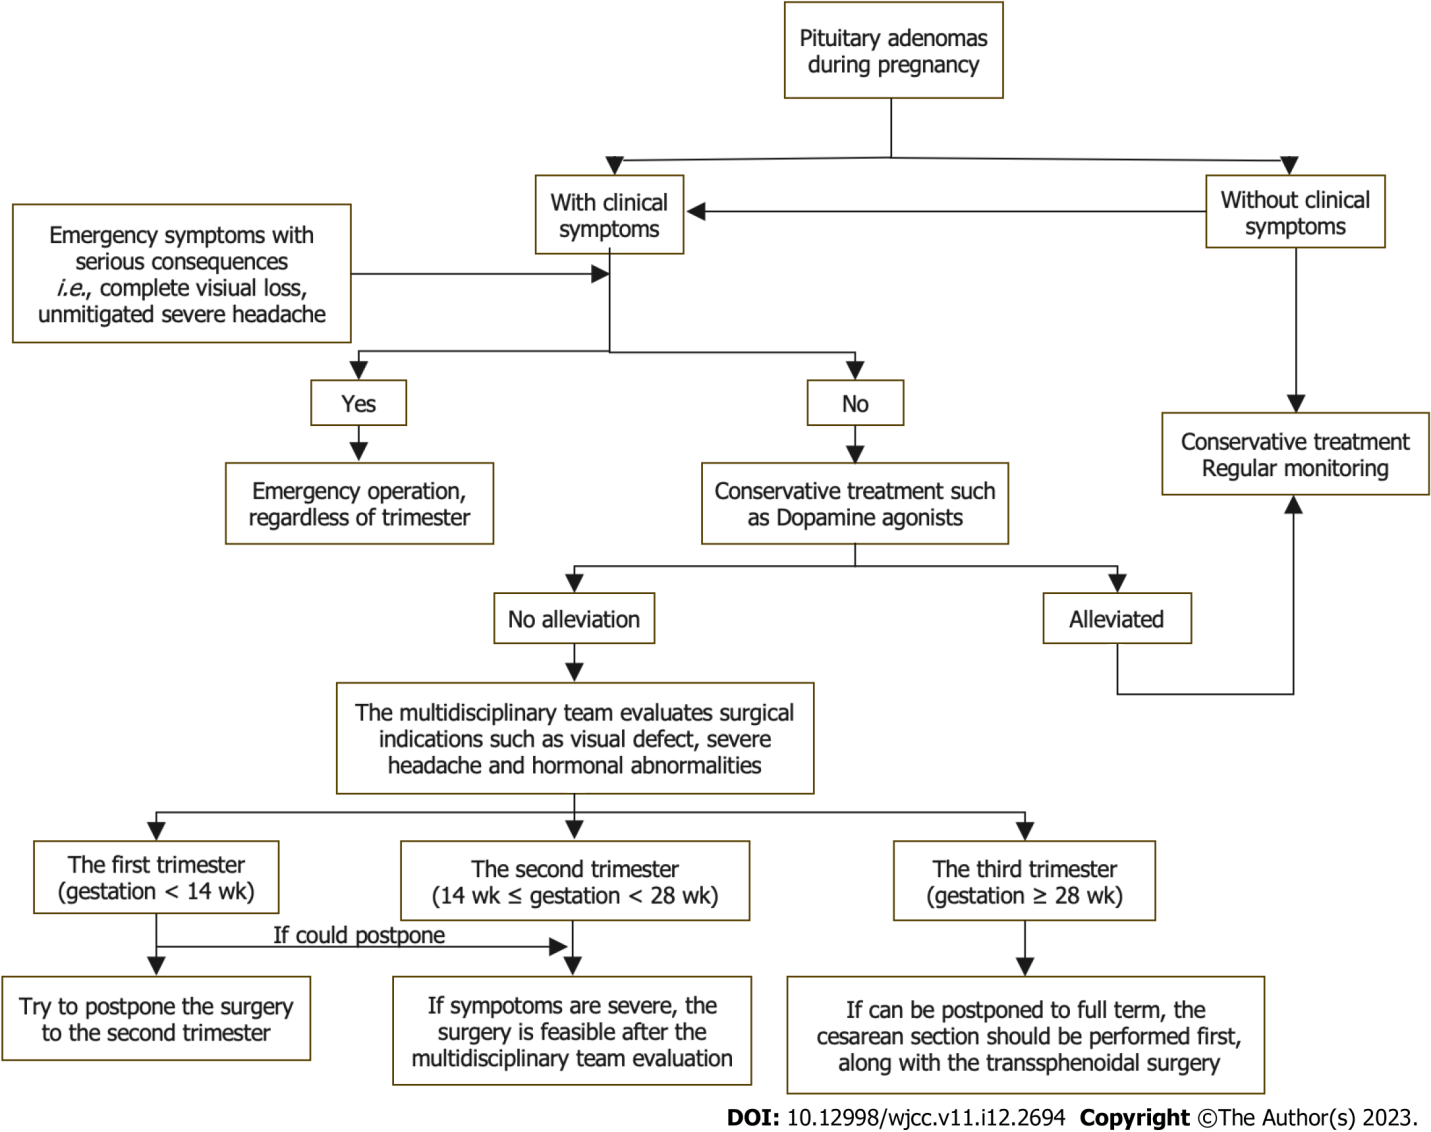 Pituitary adenomas
during pregnancy
With clinical
symptoms
Without clinical
symptoms
Emergency symptoms with
serious consequences
i.e., complete visiual loss,
unmitigated severe headache
Yes
No
Emergency operation,
regardless of trimester
Conservative treatment such
as Dopamine agonists
Conservative treatment
Regular monitoring
No alleviation
Alleviated
The multidisciplinary team evaluates surgical
indications such as visual defect, severe
headache and hormonal abnormalities
The first trimester
(gestation < 14 wk)
The second trimester
(14 wk ≤ gestation < 28 wk)
The third trimester
(gestation ≥ 28 wk)
If could postpone
Try to postpone the surgery
to the second trimester
If sympotoms are severe, the
surgery is feasible after the
multidisciplinary team evaluation
If can be postponed to full term, the
cesarean section should be performed first,
along with the transsphenoidal surgery
DOI: 10.12998/wjcc.v11.i12.2694 Copyright ©The Author(s) 2023.